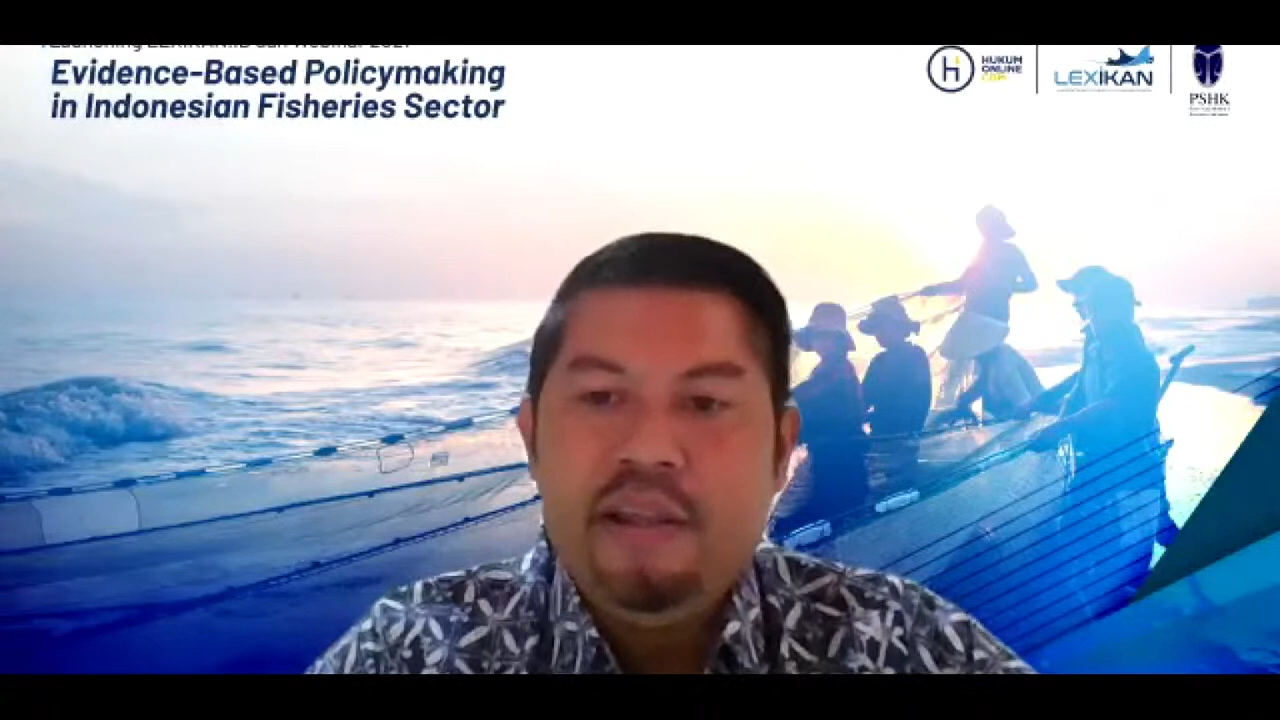 Evidence-Based Policymaking
in Indonesian Fisheries Sector
HUKUM
ONLINE
.COM
LEXIKAN
PSHK